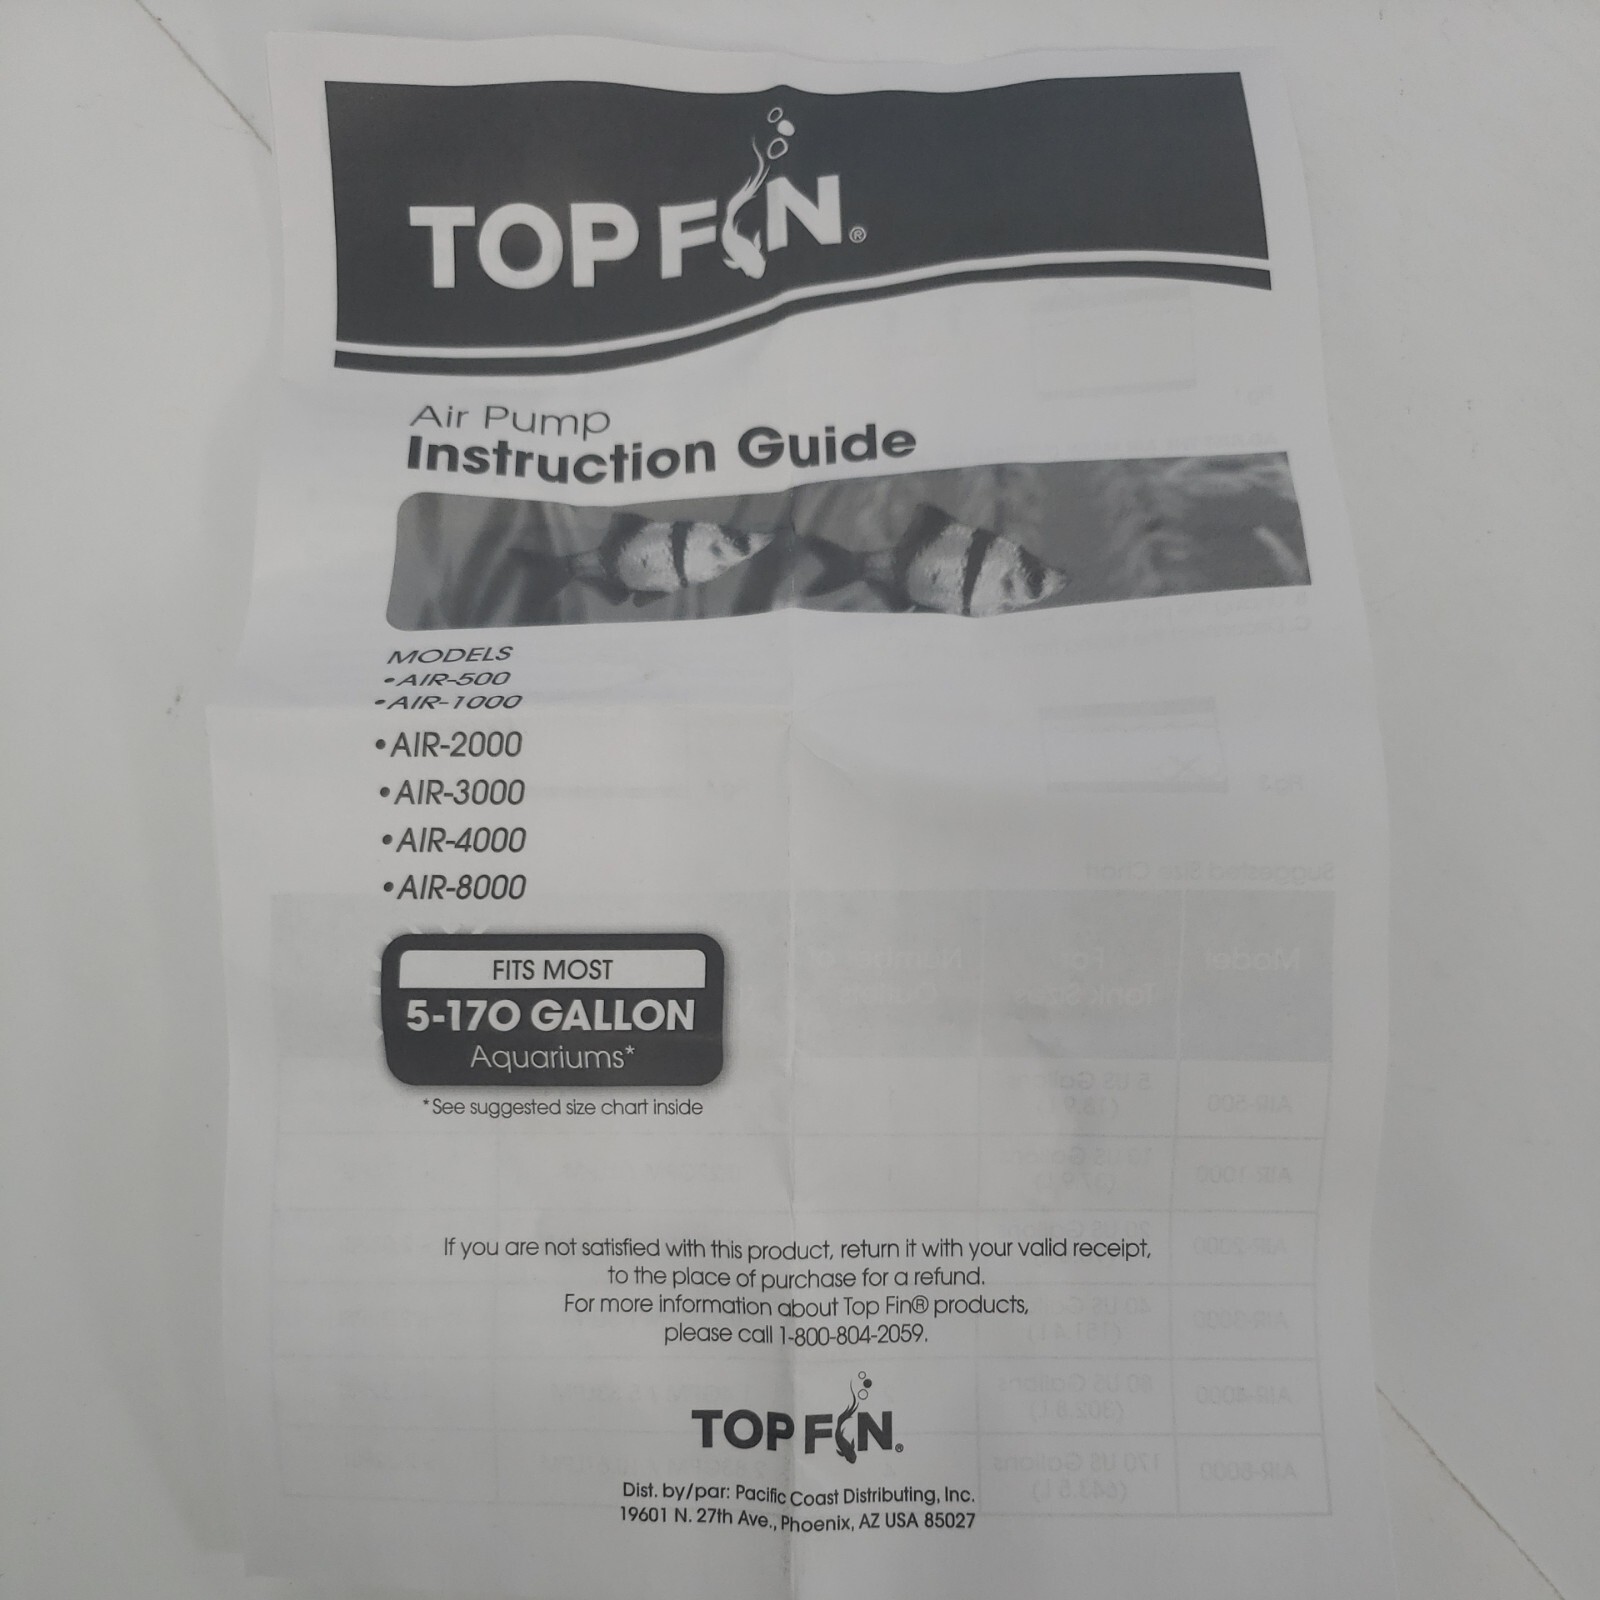 TOP FIN®
Air Pump
Instruction Guide
MODELS
•AIR-500
•AIR-1000
•AIR-2000
•AIR-3000
•AIR-4000
•AIR-8000
FITS MOST
5-170 GALLON
Aquariums*
*See suggested size chart inside
If you are not satisfied with this product, return it with your valid receipt,
to the place of purchase for a refund.
For more information about Top Fin® products,
please call 1-800-804-2059.
TOP FIN®
Dist. by/par: Pacific Coast Distributing, Inc.
19601 N. 27th Ave., Phoenix, AZ USA 85027